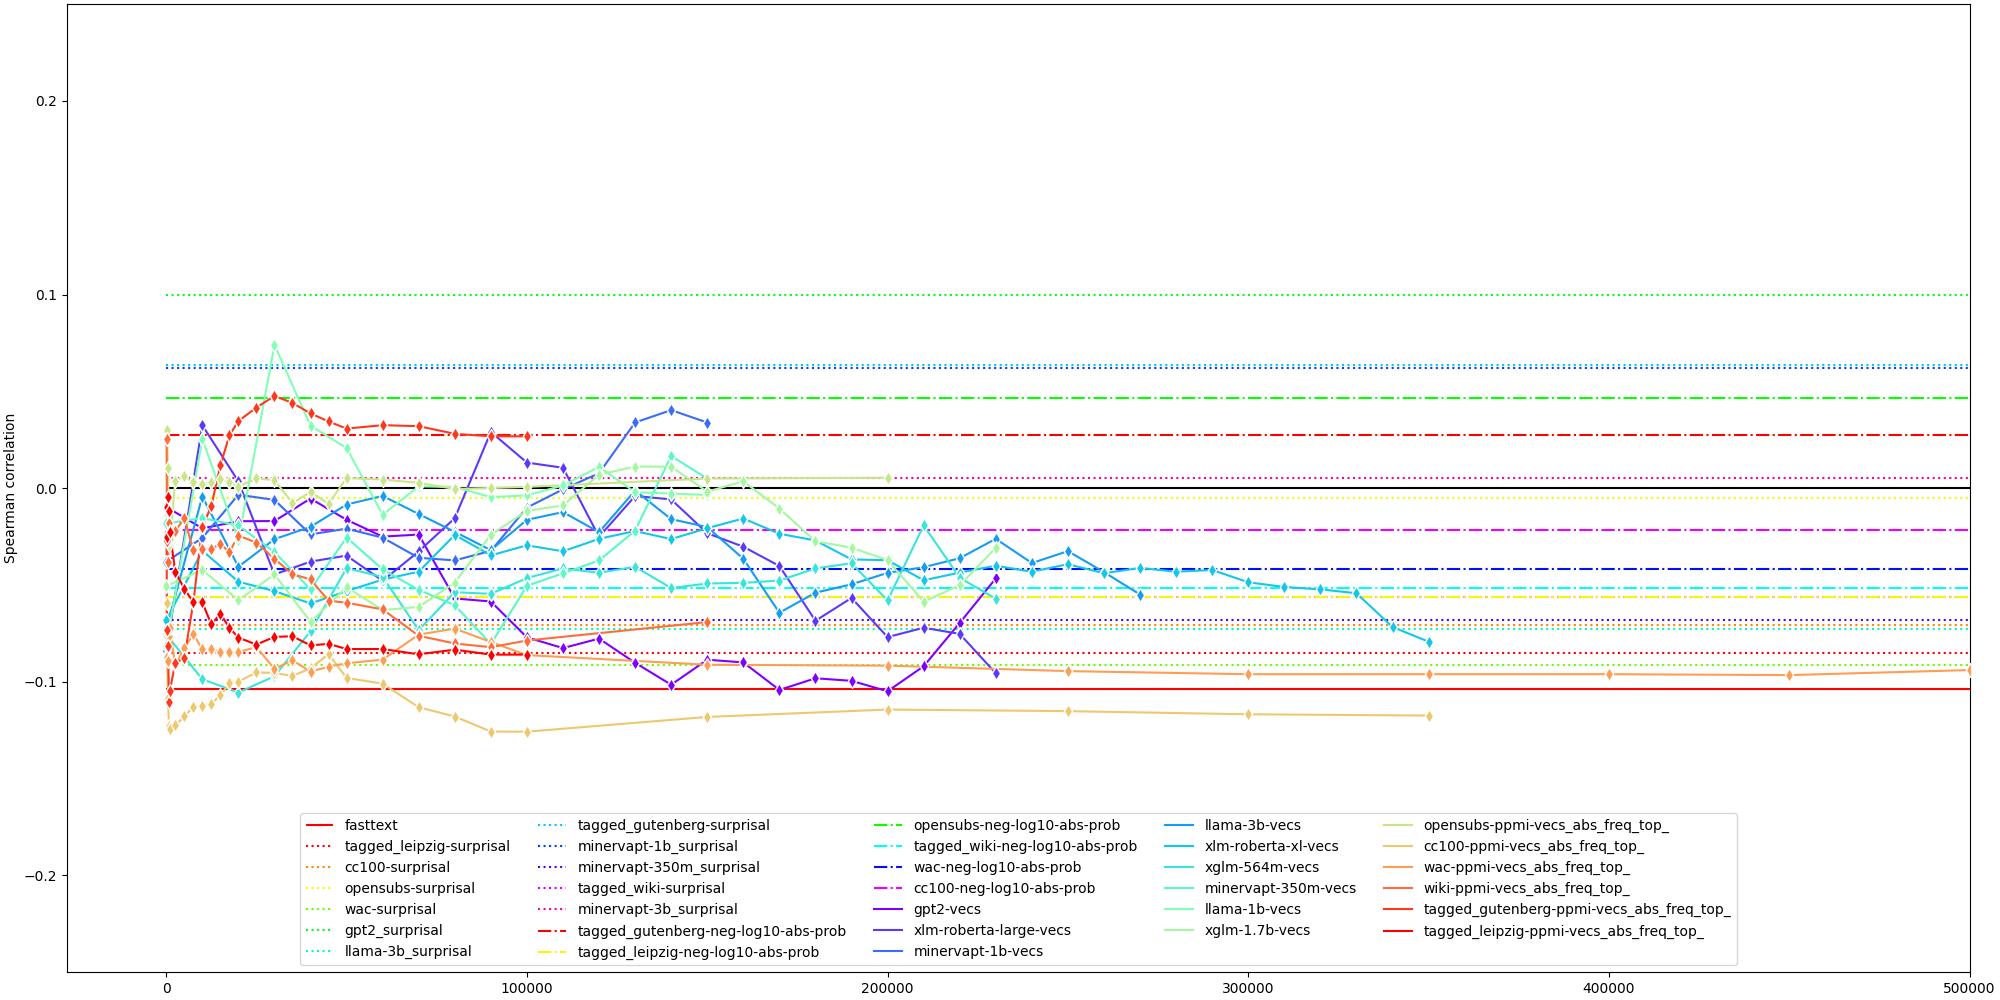 0.2
0.1
0.0
−0.1
−0.2
Spearman correlation
fasttext
tagged_leipzig-surprisal
cc100-surprisal
opensubs-surprisal
wac-surprisal
gpt2_surprisal
llama-3b_surprisal
tagged_gutenberg-surprisal
minervapt-1b_surprisal
minervapt-350m_surprisal
tagged_wiki-surprisal
minervapt-3b_surprisal
tagged_gutenberg-neg-log10-abs-prob
tagged_leipzig-neg-log10-abs-prob
opensubs-neg-log10-abs-prob
tagged_wiki-neg-log10-abs-prob
wac-neg-log10-abs-prob
cc100-neg-log10-abs-prob
gpt2-vecs
xlm-roberta-large-vecs
minervapt-1b-vecs
llama-3b-vecs
xlm-roberta-xl-vecs
xglm-564m-vecs
minervapt-350m-vecs
llama-1b-vecs
xglm-1.7b-vecs
opensubs-ppmi-vecs_abs_freq_top_
cc100-ppmi-vecs_abs_freq_top_
wac-ppmi-vecs_abs_freq_top_
wiki-ppmi-vecs_abs_freq_top_
tagged_gutenberg-ppmi-vecs_abs_freq_top_
tagged_leipzig-ppmi-vecs_abs_freq_top_
0 100000 200000 300000 400000 500000